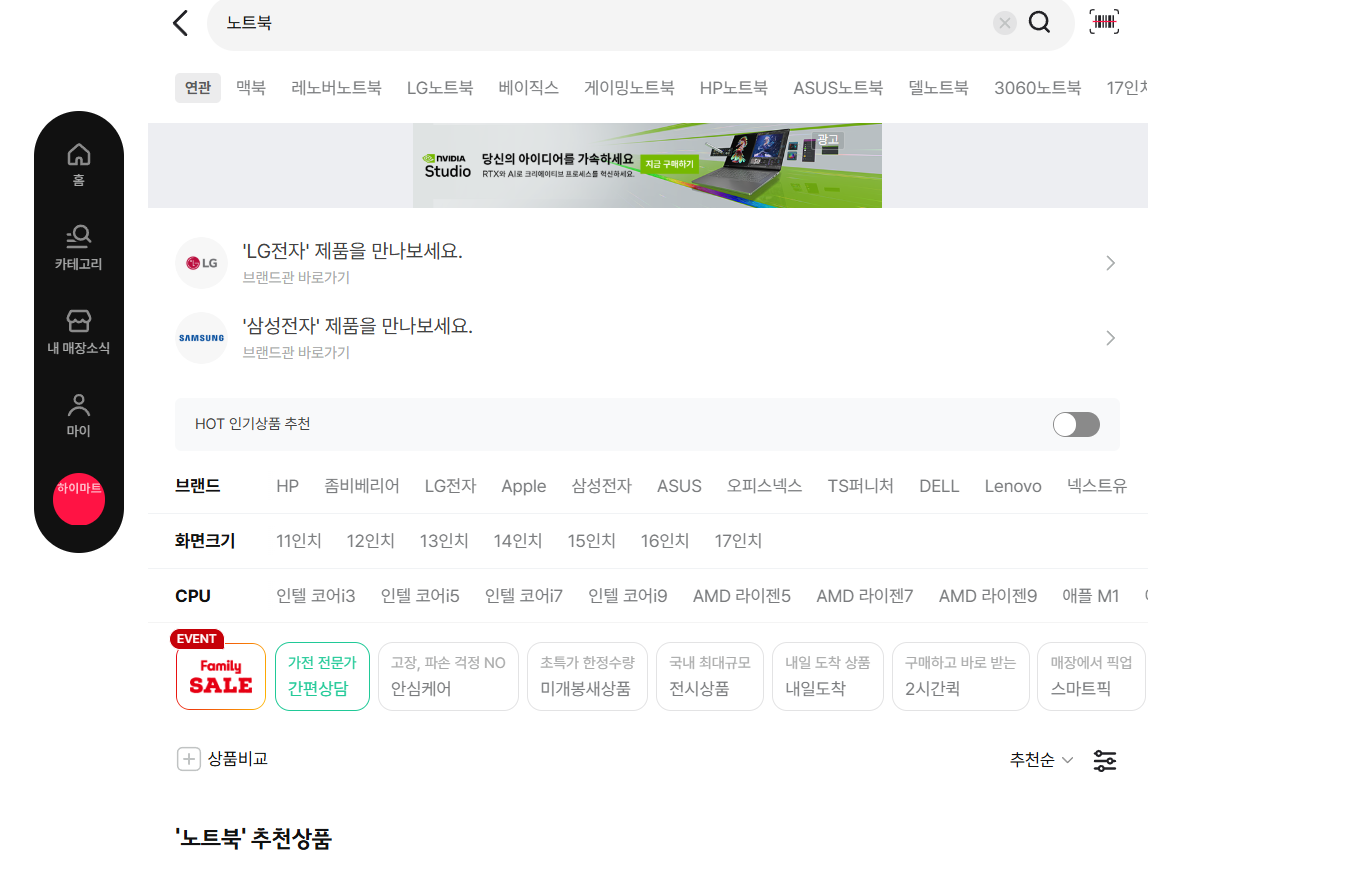 노트북
연관 맥북 레노버노트북 LG노트북 베이직스 게이밍노트북 HP노트북 ASUS노트북 델노트북 3060노트북
홈
카테고리
내 매장소식
마이
하이마트
NVIDIA
Studio
당신의 아이디어를 가속하세요
RTX와 AI로 크리에이티브 프로세스를 혁신하세요.
지금 구매하기
광고
LG
'LG전자' 제품을 만나보세요.
브랜드관 바로가기
SAMSUNG
'삼성전자' 제품을 만나보세요.
브랜드관 바로가기
HOT 인기상품 추천
브랜드 HP 좀비베리어 LG전자 Apple 삼성전자 ASUS 오피스넥스 TS퍼니처 DELL Lenovo 넥스트유
화면크기 11인치 12인치 13인치 14인치 15인치 16인치 17인치
CPU 인텔 코어i3 인텔 코어i5 인텔 코어i7 인텔 코어i9 AMD 라이젠5 AMD 라이젠7 AMD 라이젠9 애플 M1
EVENT
Family
SALE
가전 전문가
간편상담
고장, 파손 걱정 NO
안심케어
초특가 한정수량
미개봉새상품
국내 최대규모
전시상품
내일 도착 상품
내일도착
구매하고 바로 받는
2시간퀵
매장에서 픽업
스마트픽
상품비교
추천순
'노트북' 추천상품